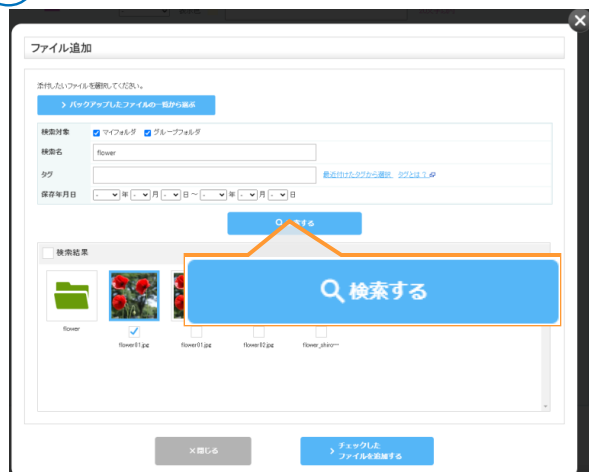 ファイル追加
添付したいファイルを選択してください。
> バックアップしたファイルの一覧から選ぶ
検索対象 マイフォルダ グループフォルダ
検索名 flower
タグ 最近付けたタグから選択 タグとは?
保存年月日 - 年 - 月 - 日 ~ - 年 - 月 - 日
検索する
検索結果
検索する
flower
flower01.jpg flower01.jpg flower02.jpg flower_shiro…
×閉じる
> チェックした
ファイルを追加する